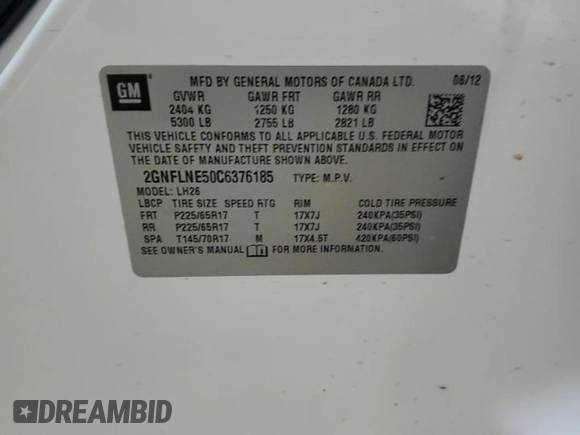 GM
MFD BY GENERAL MOTORS OF CANADA LTD. 06/12
GVWR GAWR FRT GAWR RR
2404 KG 1250 KG 1280 KG
5300 LB 2755 LB 2821 LB
THIS VEHICLE CONFORMS TO ALL APPLICABLE U.S. FEDERAL MOTOR
VEHICLE SAFETY AND THEFT PREVENTION STANDARDS IN EFFECT ON
THE DATE OF MANUFACTURE SHOWN ABOVE.
2GNFLNE50C6376185 TYPE: M.P.V.
MODEL: LH26
LBCP TIRE SIZE SPEED RTG RIM COLD TIRE PRESSURE
FRT P225/65R17 T 17X7J 240KPA(35PSI)
RR P225/65R17 T 17X7J 240KPA(35PSI)
SPA T145/70R17 M 17X4.5T 420KPA(60PSI)
SEE OWNER'S MANUAL FOR MORE INFORMATION.
DREAMBID